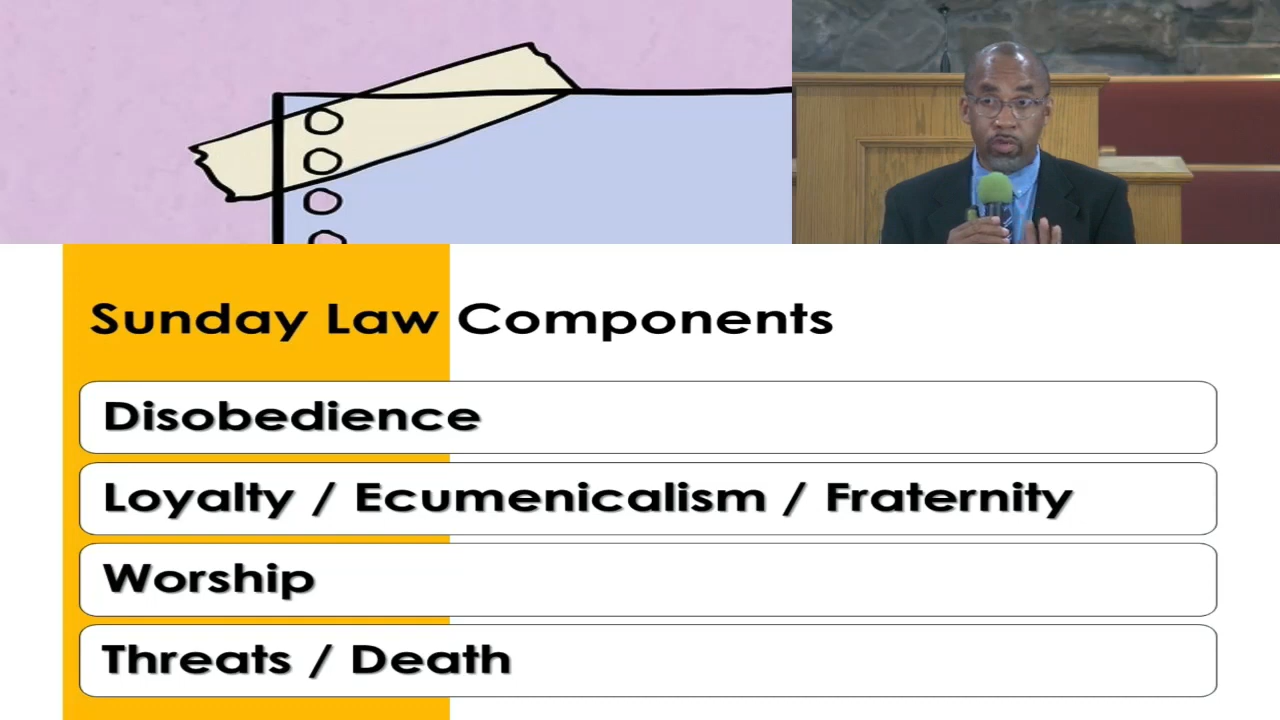 Sunday Law Components
Disobedience
Loyalty / Ecumenicalism / Fraternity
Worship
Threats / Death